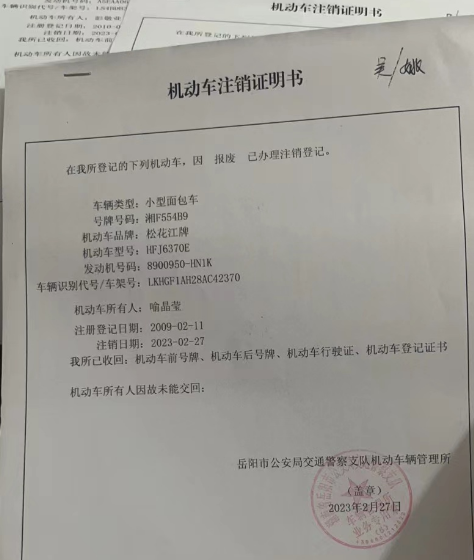 机动车注销证明书
机动车注销证明书
在我所登记的下列机动车，因 报废 已办理注销登记。
车辆类型：小型面包车
号牌号码：湘F554B9
机动车品牌：松花江牌
机动车型号：HFJ6370E
发动机号码：8900950-HN1K
车辆识别代号/车架号：LKHGF1AH28AC42370
机动车所有人：喻晶莹
注册登记日期：2009-02-11
注销日期：2023-02-27
我所已收回：机动车前号牌、机动车后号牌、机动车行驶证、机动车登记证书
机动车所有人因故未能交回：
岳阳市公安局交通警察支队机动车辆管理所
（盖章）
2023年2月27日